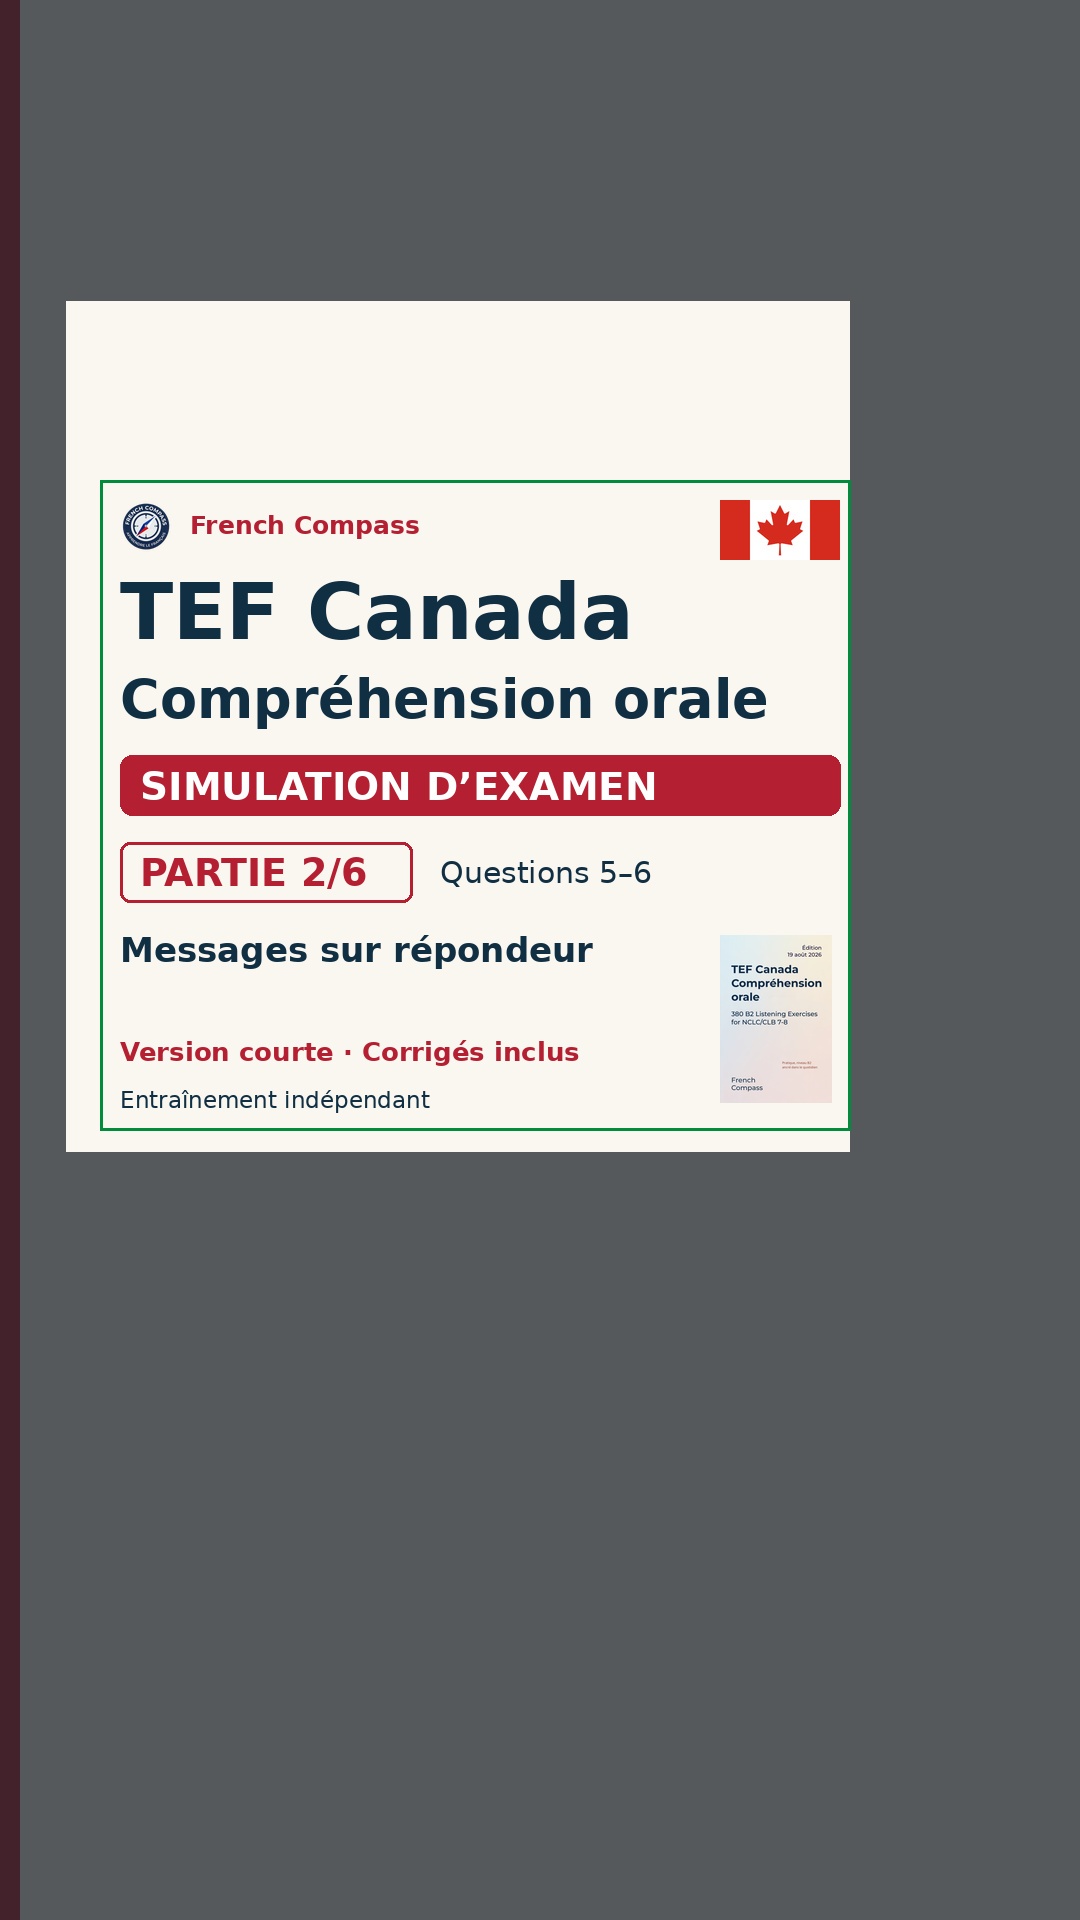 FRENCH COMPASS
French Compass
TEF Canada
Compréhension orale
SIMULATION D’EXAMEN
PARTIE 2/6
Questions 5–6
Messages sur répondeur
Édition
19 août 2026
TEF Canada
Compréhension
orale
380 B2 Listening Exercises
for NCLC/CLB 7-8
French
Compass
Version courte · Corrigés inclus
Entraînement indépendant